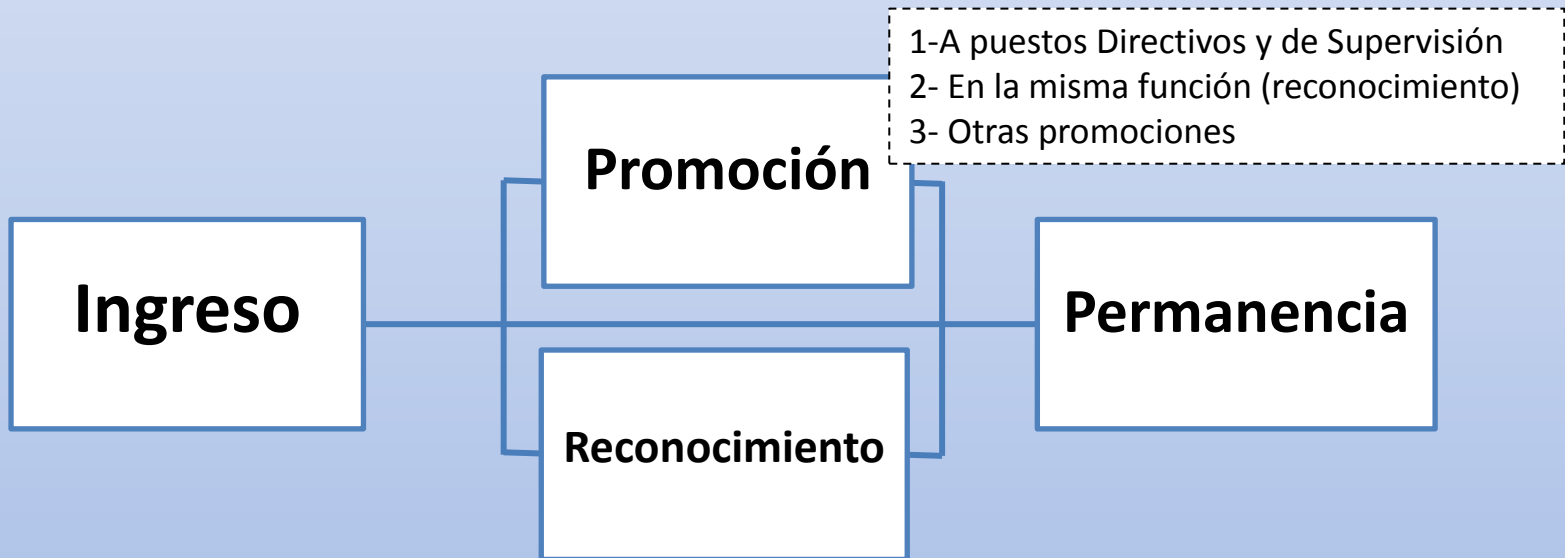 1-A puestos Directivos y de Supervisión
2- En la misma función (reconocimiento)
3- Otras promociones
Promoción
Ingreso
Permanencia
Reconocimiento